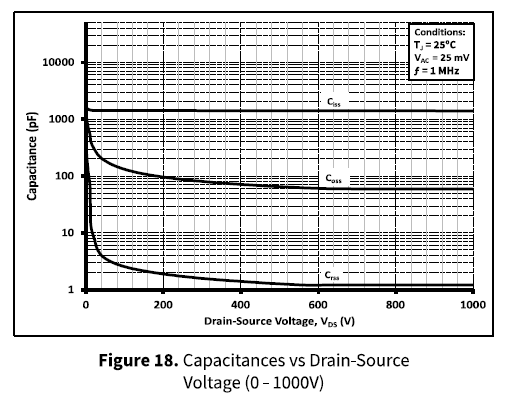 Conditions:
TJ = 25°C
VAC = 25 mV
f = 1 MHz
10000
1000
100
10
1
Capacitance (pF)
Ciss
Coss
Crss
0 200 400 600 800 1000
Drain-Source Voltage, VDS (V)
Figure 18. Capacitances vs Drain-Source
Voltage (0 - 1000V)